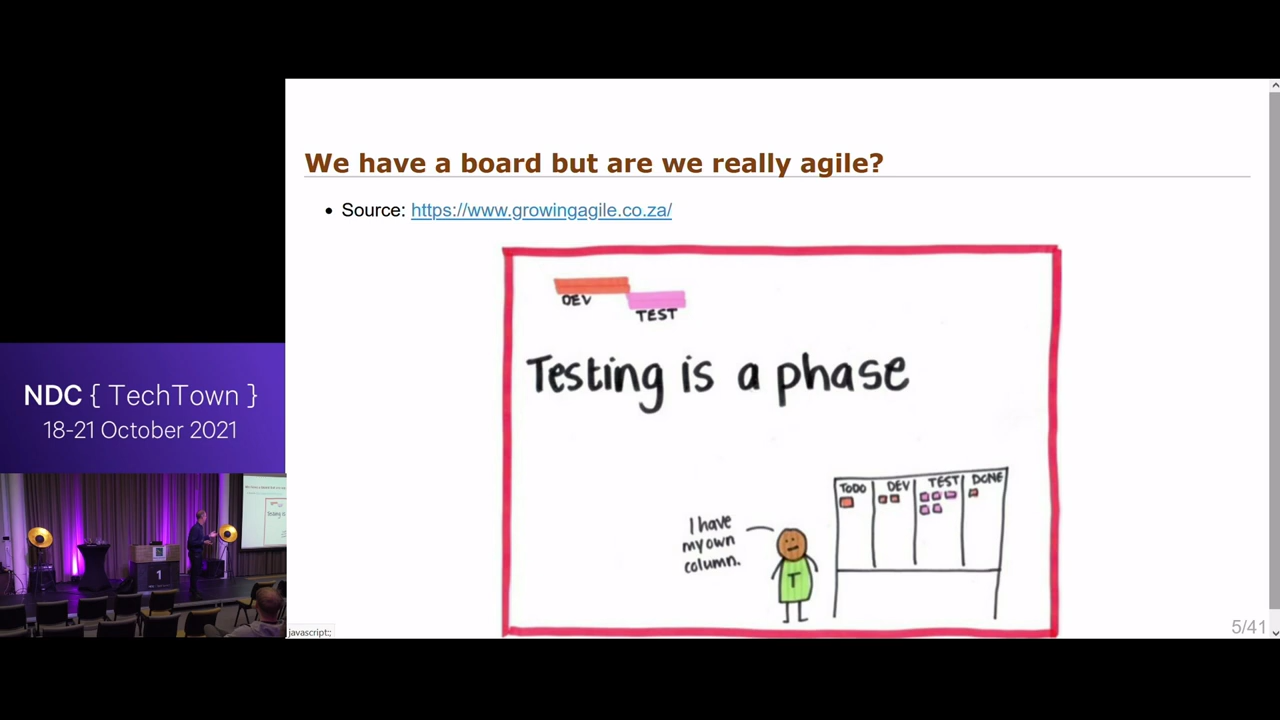 We have a board but are we really agile?
Source: https://www.growingagile.co.za/
DEV
TEST
Testing is a phase
TODO
DEV
TEST
DONE
I have
my own
column.
T
NDC { TechTown }
18-21 October 2021
1
javascript:;
5/41